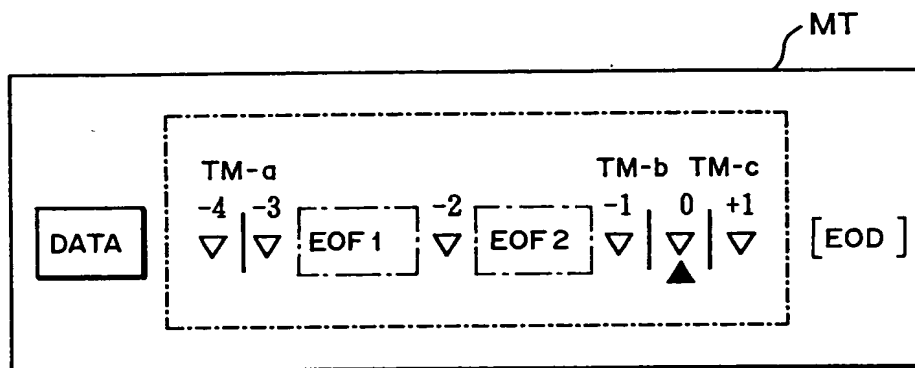 MT
TM-a TM-b TM-c
-4 -3 -2 -1 0 +1
DATA EOF 1 EOF 2 [EOD]